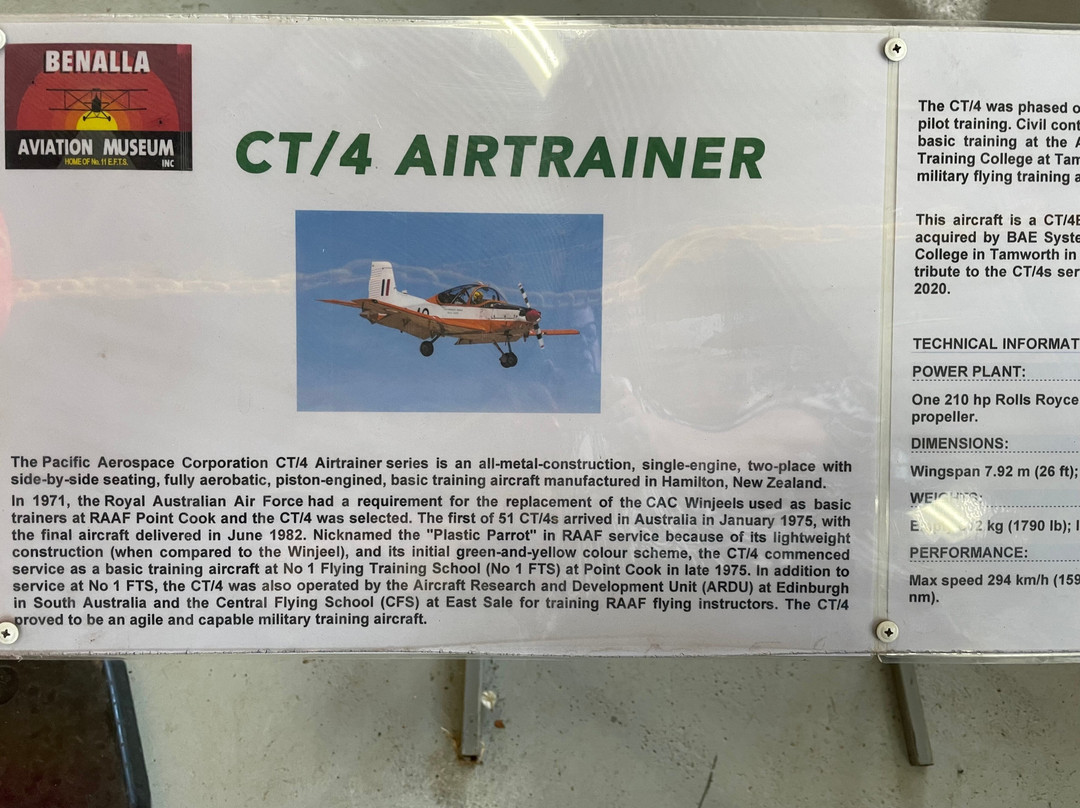 BENALLA
AVIATION MUSEUM
HOME OF No. 11 E.F.T.S.
INC
CT/4 AIRTRAINER
The Pacific Aerospace Corporation CT/4 Airtrainer series is an all-metal-construction, single-engine, two-place with
side-by-side seating, fully aerobatic, piston-engined, basic training aircraft manufactured in Hamilton, New Zealand.
In 1971, the Royal Australian Air Force had a requirement for the replacement of the CAC Winjeels used as basic
trainers at RAAF Point Cook and the CT/4 was selected. The first of 51 CT/4s arrived in Australia in January 1975, with
the final aircraft delivered in June 1982. Nicknamed the "Plastic Parrot" in RAAF service because of its lightweight
construction (when compared to the Winjeel), and its initial green-and-yellow colour scheme, the CT/4 commenced
service as a basic training aircraft at No 1 Flying Training School (No 1 FTS) at Point Cook in late 1975. In addition to
service at No 1 FTS, the CT/4 was also operated by the Aircraft Research and Development Unit (ARDU) at Edinburgh
in South Australia and the Central Flying School (CFS) at East Sale for training RAAF flying instructors. The CT/4
proved to be an agile and capable military training aircraft.
The CT/4 was phased
pilot training. Civil
basic training at the
Training College at
military flying training
This aircraft is a
acquired by BAE
College in Tamworth in
tribute to the CT/4s
2020.
TECHNICAL
POWER PLANT:
One 210 hp Rolls Royce
propeller.
DIMENSIONS:
Wingspan 7.92 m (26 ft);
WEIGHTS:
kg (1790 lb);
PERFORMANCE:
Max speed 294 km/h
nm).